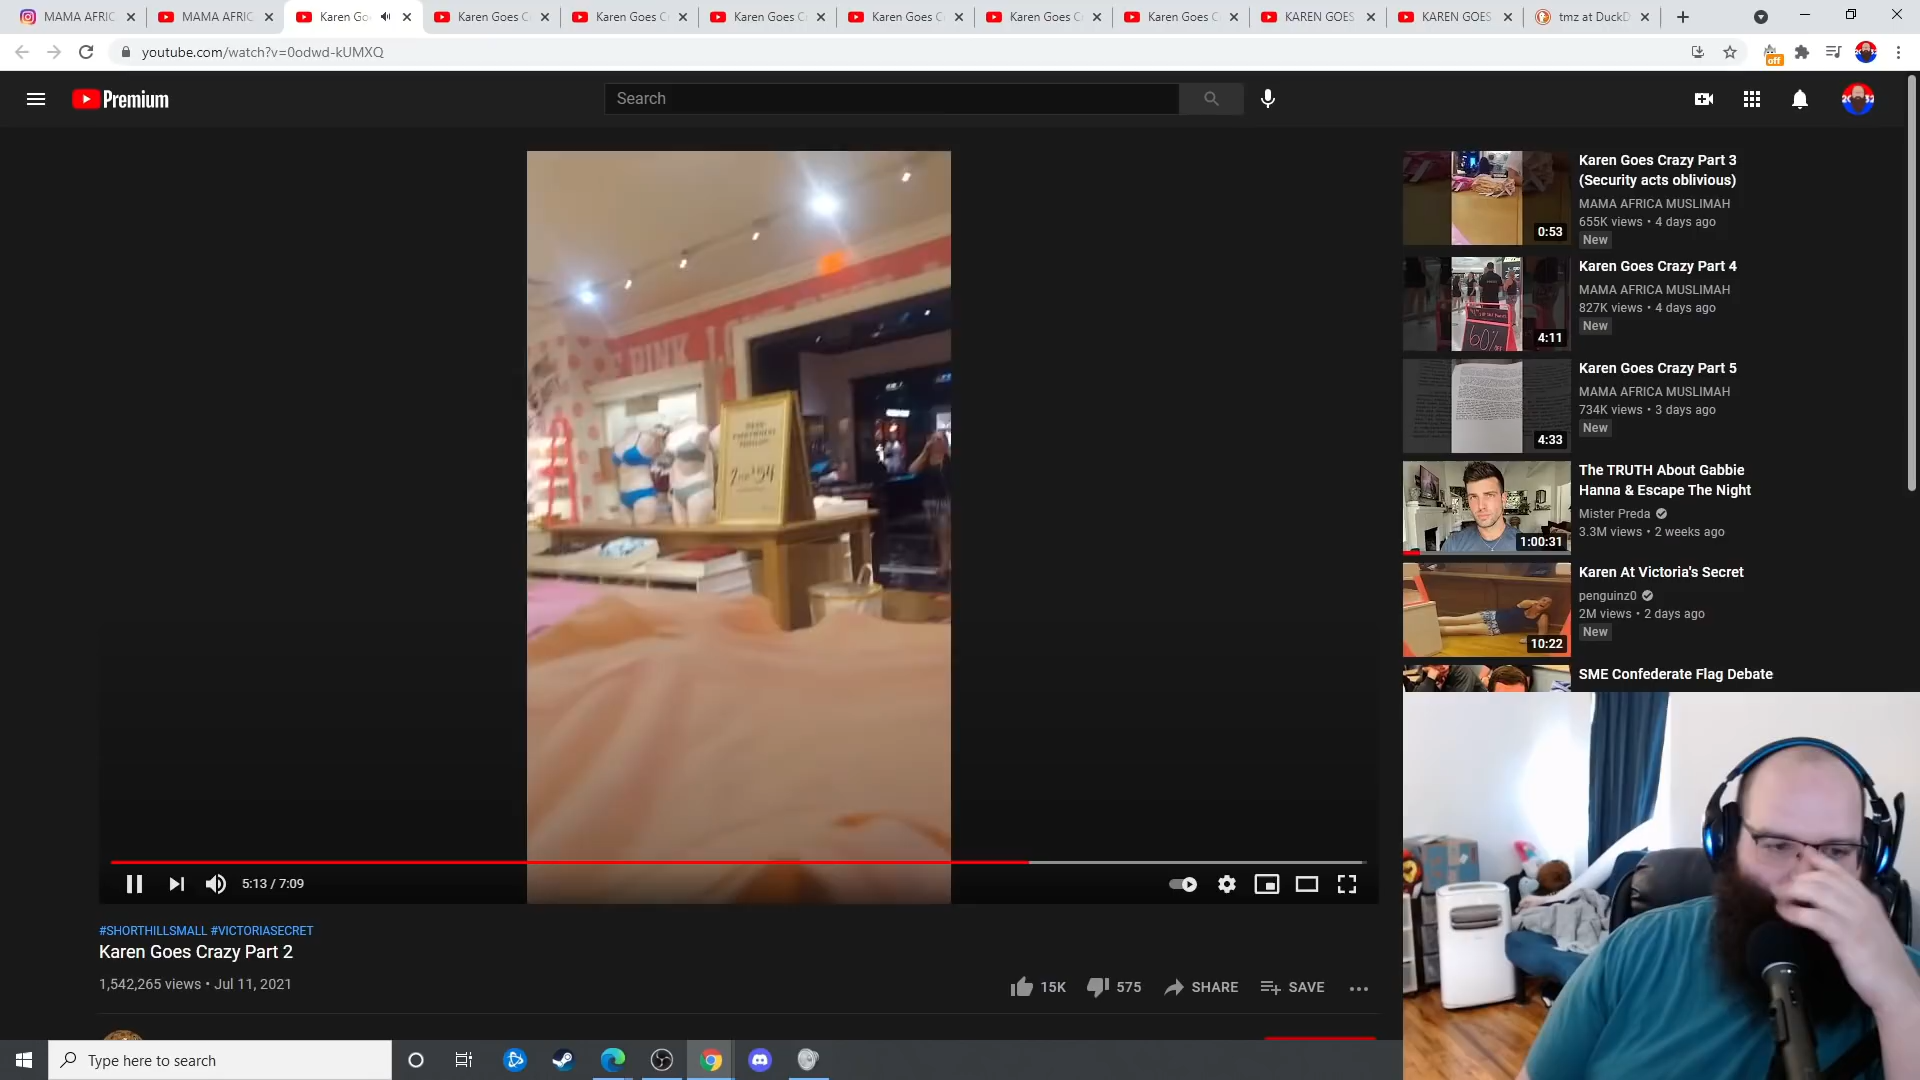 MAMA AFRIC
MAMA AFRIC
Karen Go
Karen Goes C
Karen Goes C
Karen Goes C
Karen Goes C
Karen Goes C
Karen Goes C
KAREN GOES
KAREN GOES
tmz at DuckD
youtube.com/watch?v=0odwd-kUMXQ
off
Premium
Search
PINK
60%
Karen Goes Crazy Part 3
(Security acts oblivious)
MAMA AFRICA MUSLIMAH
655K views • 4 days ago
New
0:53
Karen Goes Crazy Part 4
MAMA AFRICA MUSLIMAH
827K views • 4 days ago
New
4:11
Karen Goes Crazy Part 5
MAMA AFRICA MUSLIMAH
734K views • 3 days ago
New
4:33
The TRUTH About Gabbie
Hanna & Escape The Night
Mister Preda
3.3M views • 2 weeks ago
1:00:31
Karen At Victoria's Secret
penguinz0
2M views • 2 days ago
New
10:22
SME Confederate Flag Debate
5:13 / 7:09
#SHORTHILLSMALL #VICTORIASECRET
Karen Goes Crazy Part 2
1,542,265 views • Jul 11, 2021
15K
575
SHARE
SAVE
Type here to search